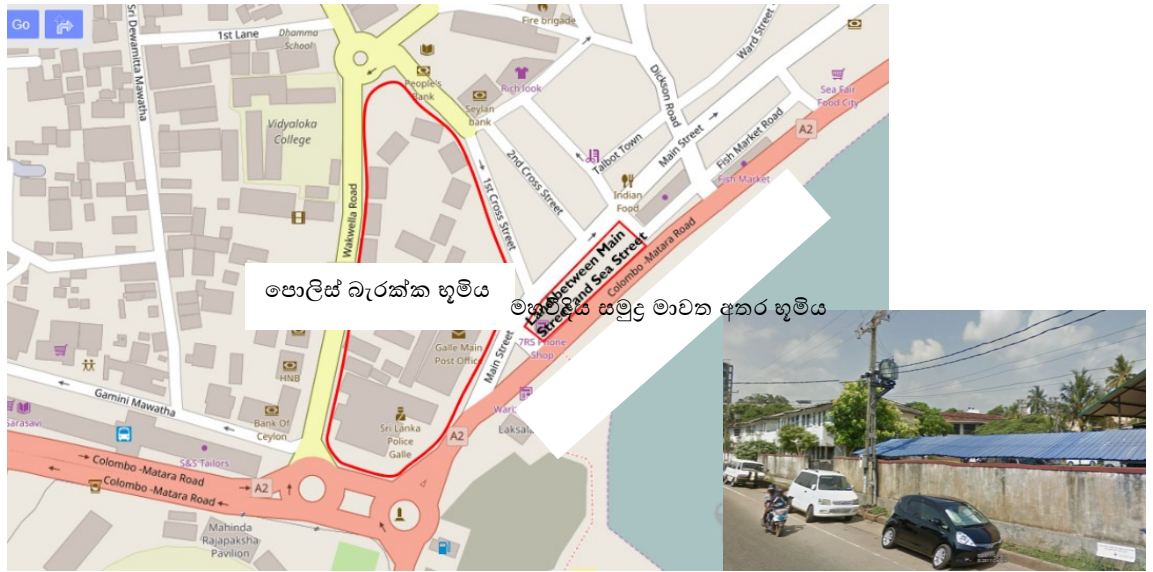 Go
Fire brigade
1st Lane
Dhamma
School
Sri Dewamitta Mawatha
Ward Street
People's
Bank
Rich look
Seylan
Bank
Dickson Road
Sea Fair
Food City
A2
Vidyaloka
College
2nd Cross Street
Talbot Town
Main Street
Fish Market Road
Fish Market
1st Cross Street
Indian
Food
Wakwella Road
between Main
Street and Sea Street
Colombo -Matara Road
පොලිස් බැරක්ක භූමිය
මහවීදිය සමුද්‍ර මාවත අතර භූමිය
Galle Main
Post Office
Main Street
7RS Phone
Shop
HNB
Gamini Mawatha
Bank Of
Ceylon
Sri Lanka
Police
Galle
A2
Sarasavi
S&S Tailors
Colombo -Matara Road
A2
Colombo -Matara Road
Mahinda
Rajapaksha
Pavilion